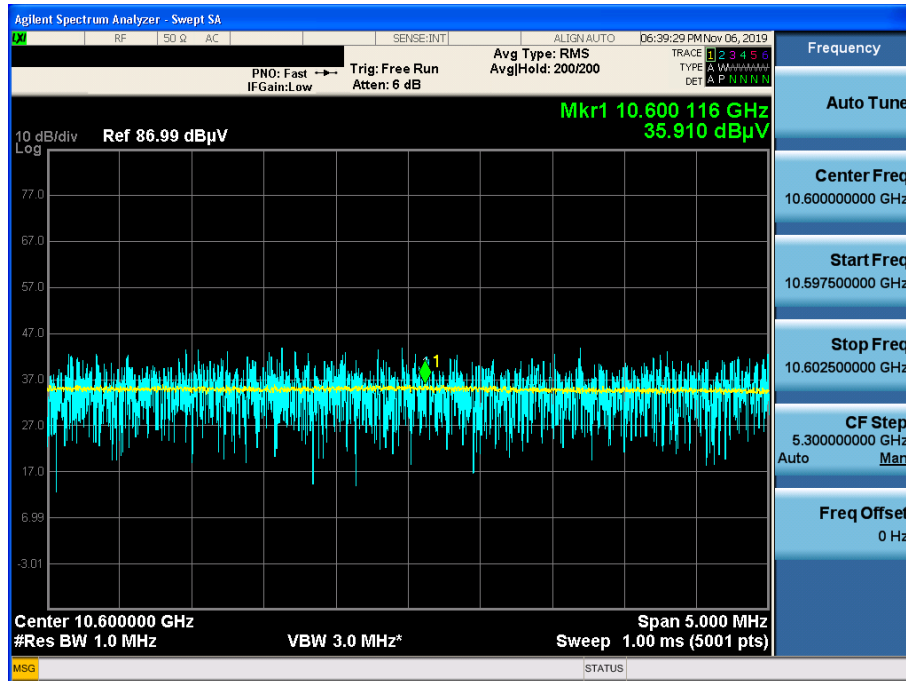 Agilent Spectrum Analyzer - Swept SA
LXI RF 50 Ω AC SENSE:INT ALIGN AUTO 06:39:29 PM Nov 06, 2019
PNO: Fast Trig: Free Run Avg Type: RMS TRACE 1 2 3 4 5 6
IFGain:Low Atten: 6 dB Avg|Hold: 200/200 TYPE A WWWWW
DET A P N N N N
Mkr1 10.600 116 GHz
35.910 dBµV
10 dB/div Ref 86.99 dBµV
Log
77.0
67.0
57.0
47.0
1
37.0
27.0
17.0
6.99
-3.01
Center 10.600000 GHz Span 5.000 MHz
#Res BW 1.0 MHz VBW 3.0 MHz* Sweep 1.00 ms (5001 pts)
MSG STATUS
Frequency
Auto Tune
Center Freq
10.600000000 GHz
Start Freq
10.597500000 GHz
Stop Freq
10.602500000 GHz
CF Step
5.300000000 GHz
Auto Man
Freq Offset
0 Hz